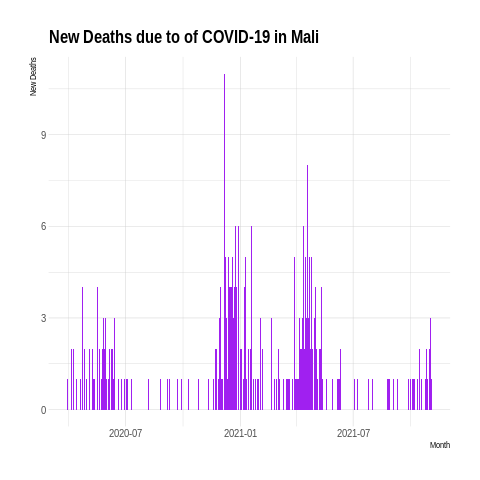 New Deaths due to of COVID-19 in Mali
New Deaths
9
6
3
0
2020-07
2021-01
2021-07
Month